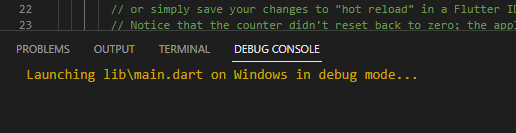 22 // or simply save your changes to "hot reload" in a Flutter ID
23 // Notice that the counter didn't reset back to zero; the appl
PROBLEMS OUTPUT TERMINAL DEBUG CONSOLE
Launching lib\main.dart on Windows in debug mode...